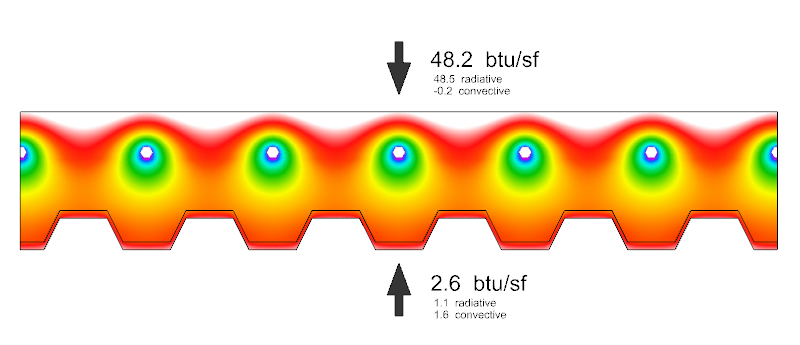 48.2 btu/sf
48.5 radiative
-0.2 convective
2.6 btu/sf
1.1 radiative
1.6 convective